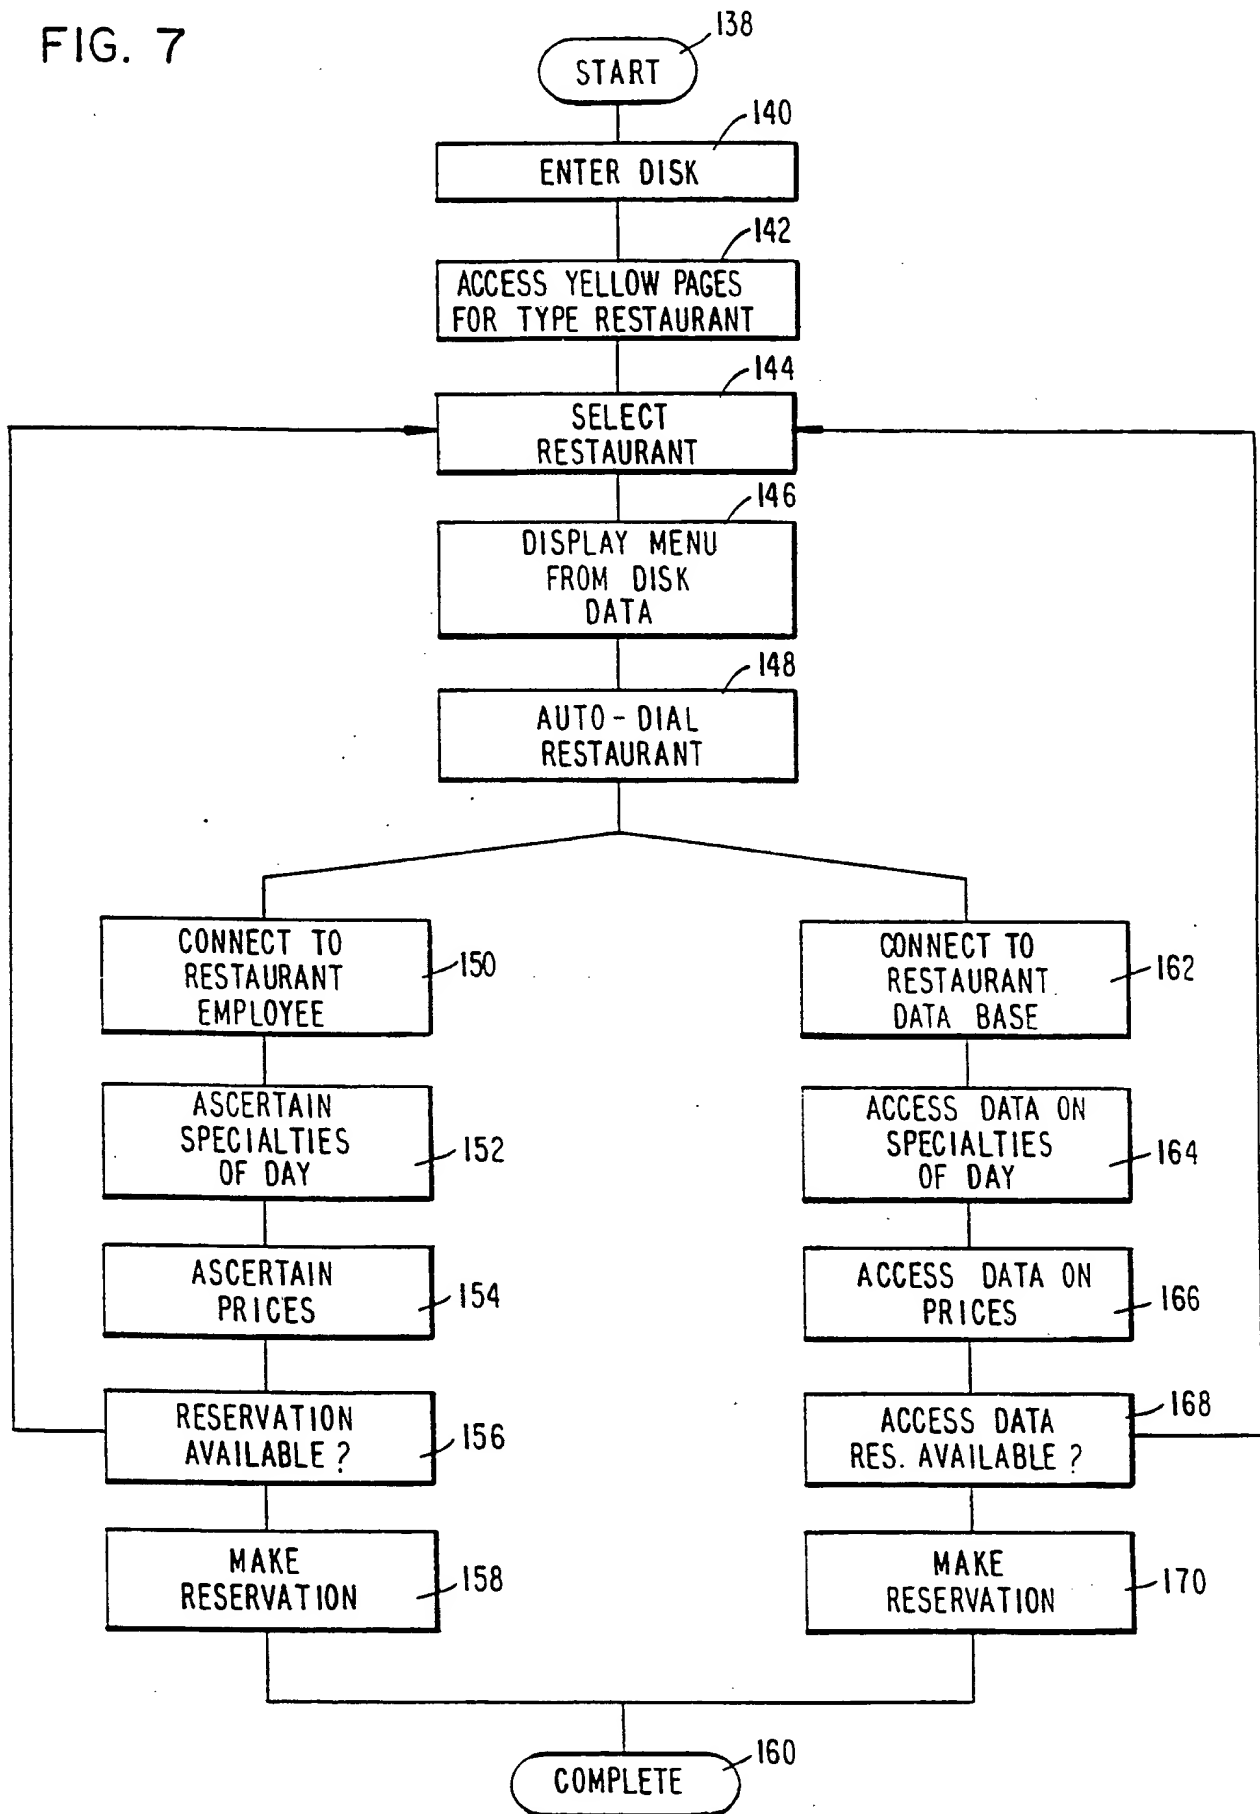 FIG. 7
138
START
140
ENTER DISK
142
ACCESS YELLOW PAGES
FOR TYPE RESTAURANT
144
SELECT
RESTAURANT
146
DISPLAY MENU
FROM DISK
DATA
148
AUTO-DIAL
RESTAURANT
CONNECT TO
RESTAURANT
EMPLOYEE
150
ASCERTAIN
SPECIALTIES
OF DAY
152
ASCERTAIN
PRICES
154
RESERVATION
AVAILABLE?
156
MAKE
RESERVATION
158
CONNECT TO
RESTAURANT
DATA BASE
162
ACCESS DATA ON
SPECIALTIES
OF DAY
164
ACCESS DATA ON
PRICES
166
ACCESS DATA
RES. AVAILABLE?
168
MAKE
RESERVATION
170
160
COMPLETE